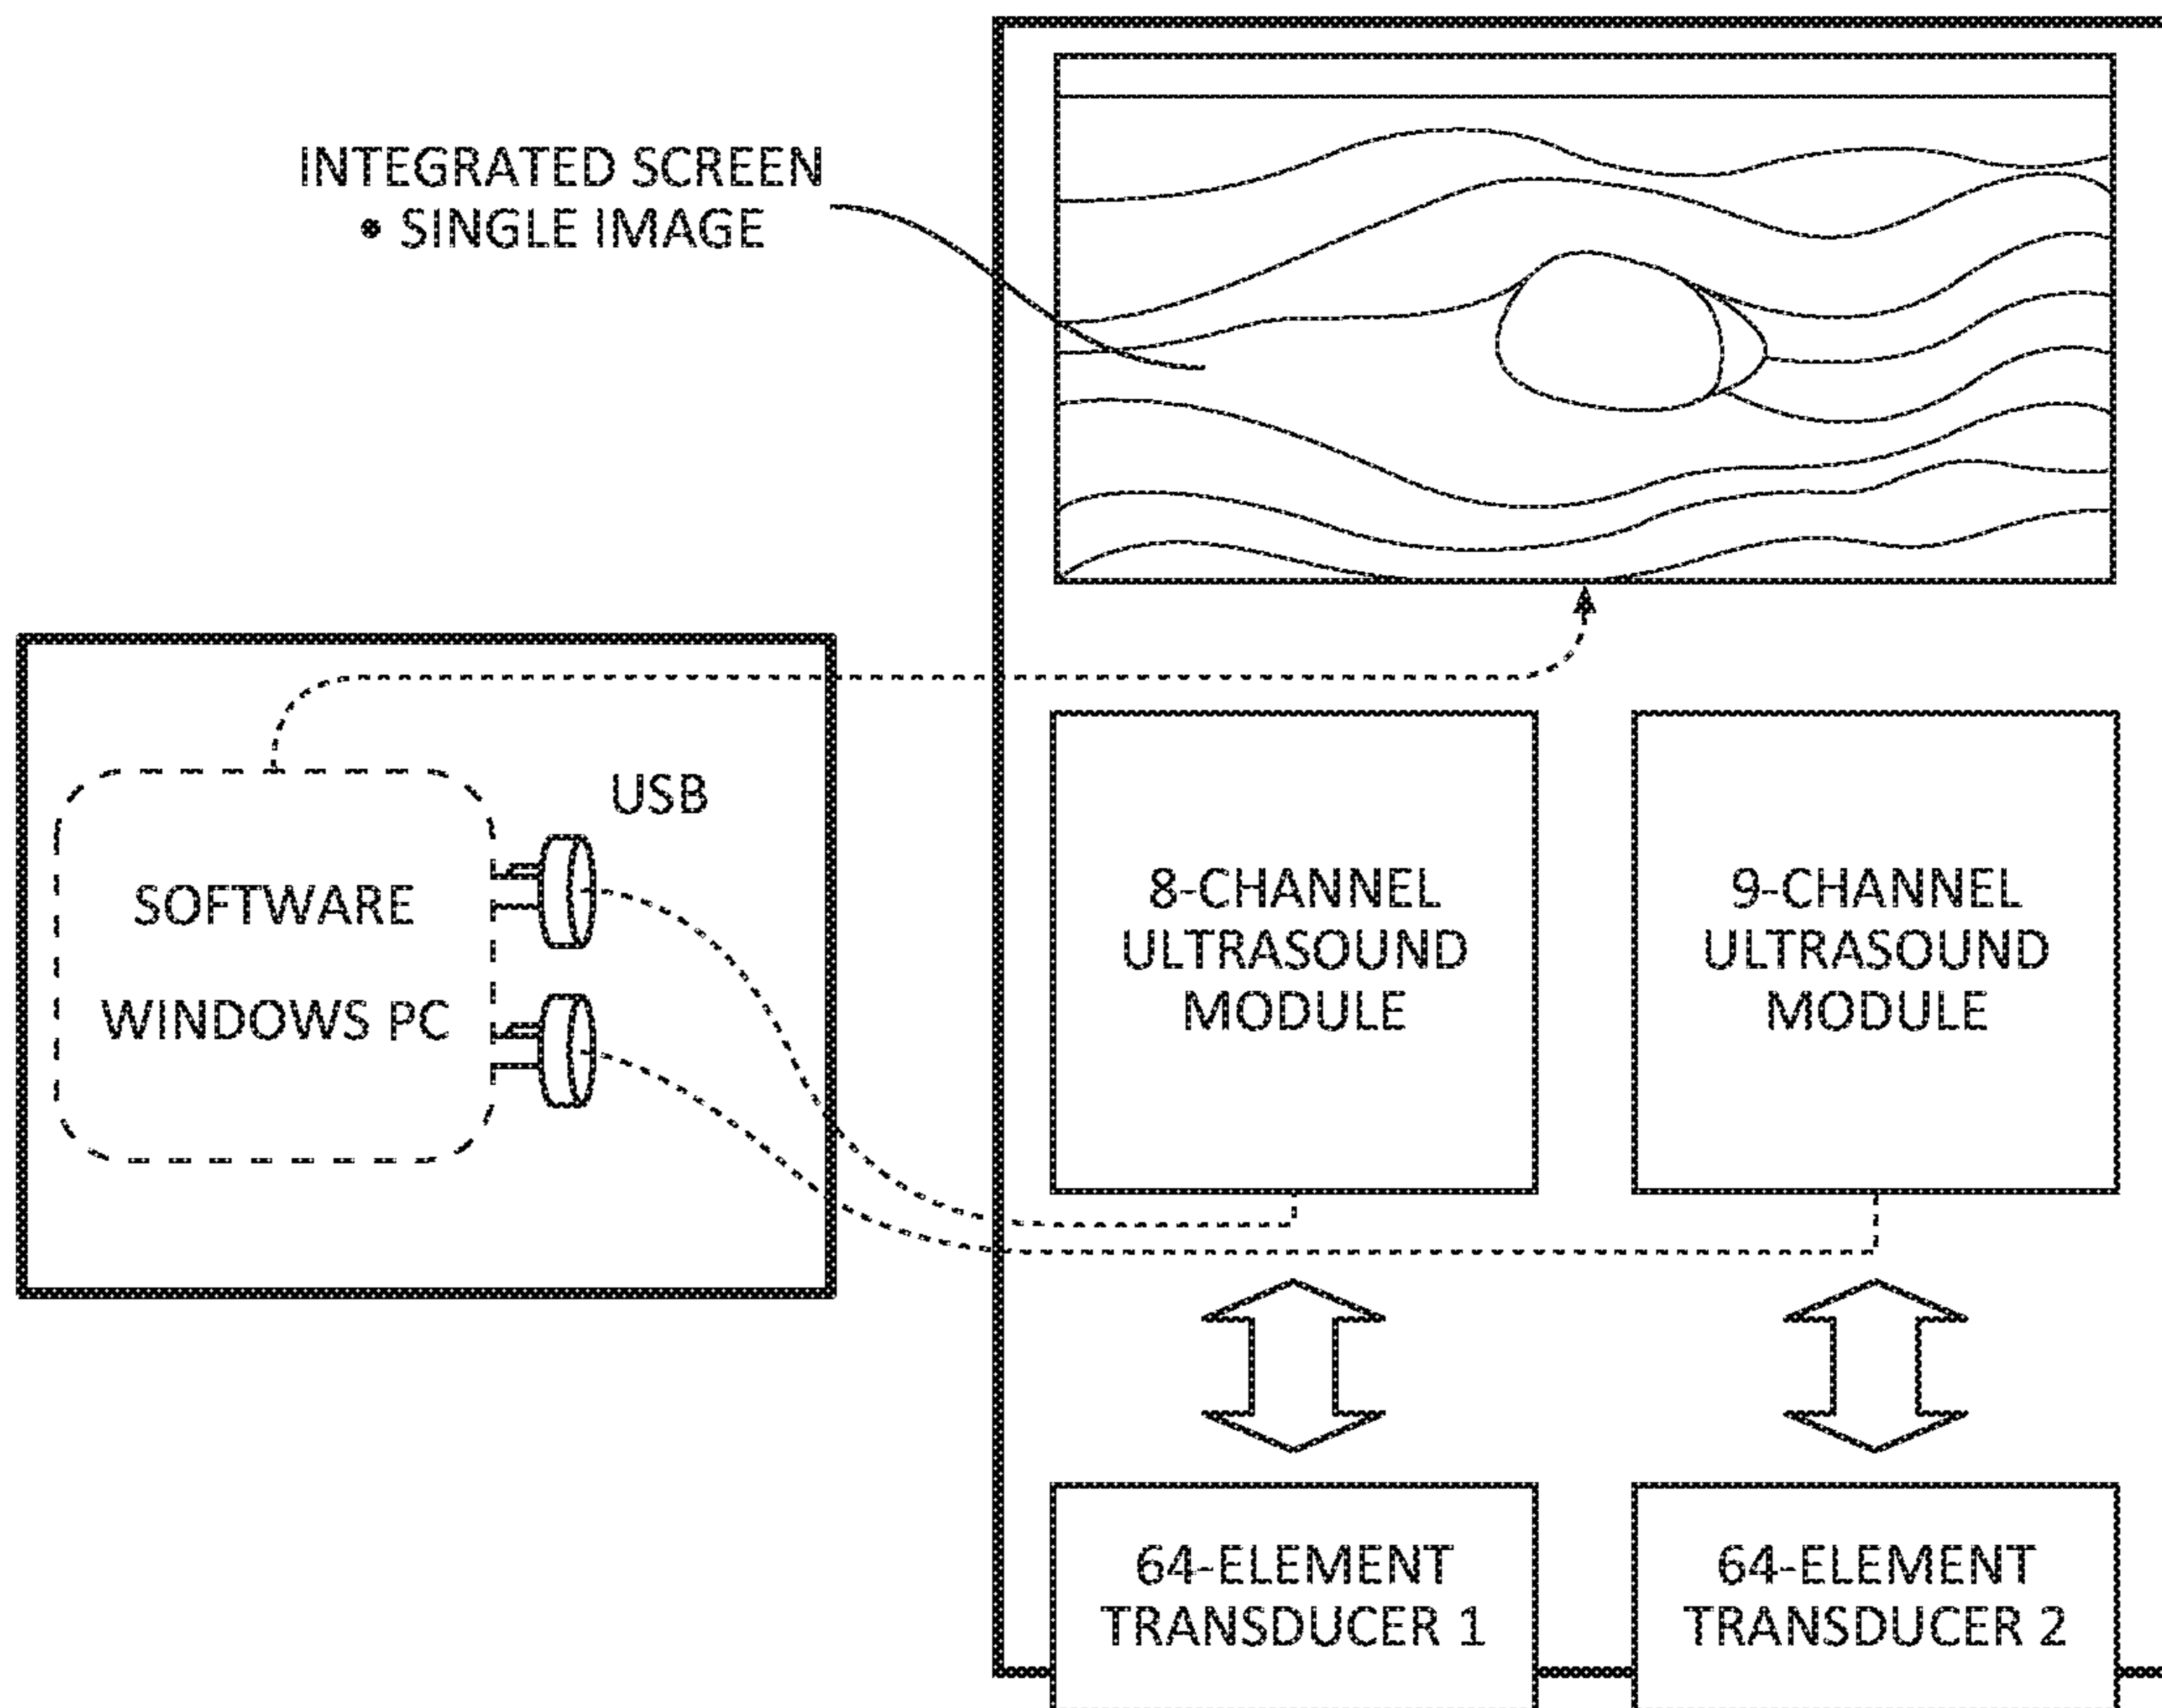 INTEGRATED SCREEN
• SINGLE IMAGE
USB
SOFTWARE
WINDOWS PC
8-CHANNEL
ULTRASOUND
MODULE
9-CHANNEL
ULTRASOUND
MODULE
64-ELEMENT
TRANSDUCER 1
64-ELEMENT
TRANSDUCER 2